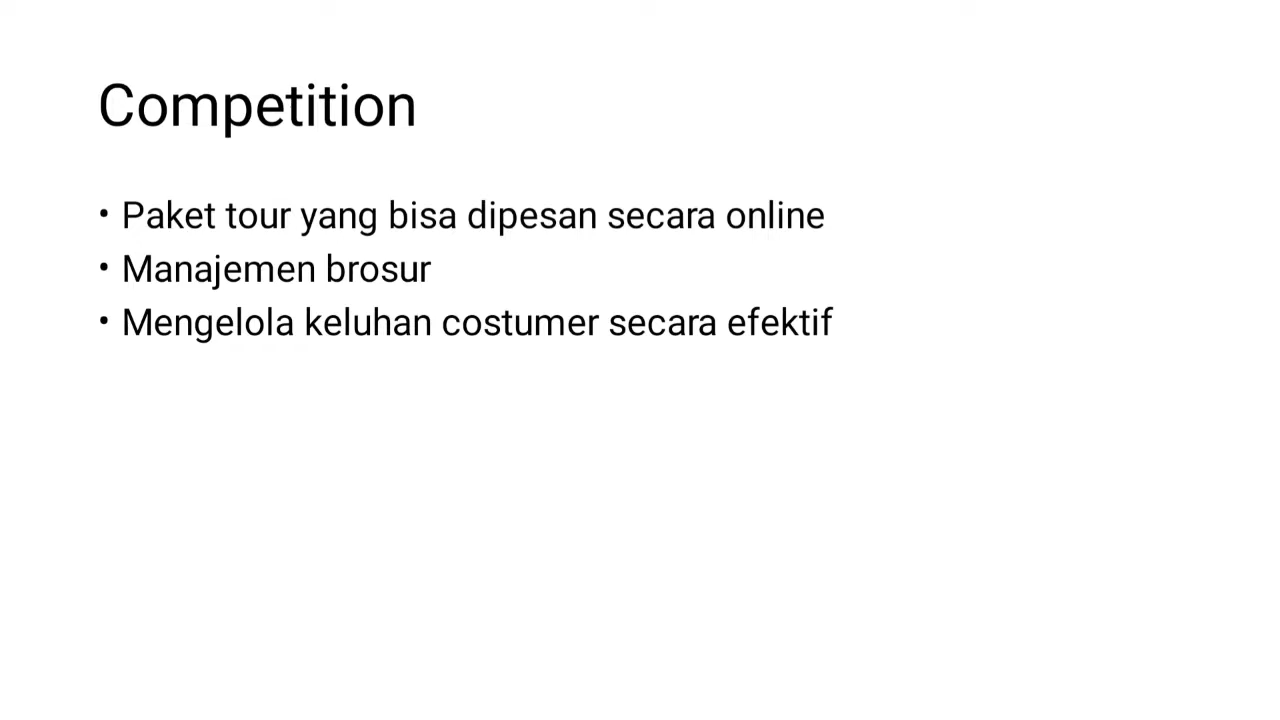 Competition
• Paket tour yang bisa dipesan secara online
• Manajemen brosur
• Mengelola keluhan costumer secara efektif